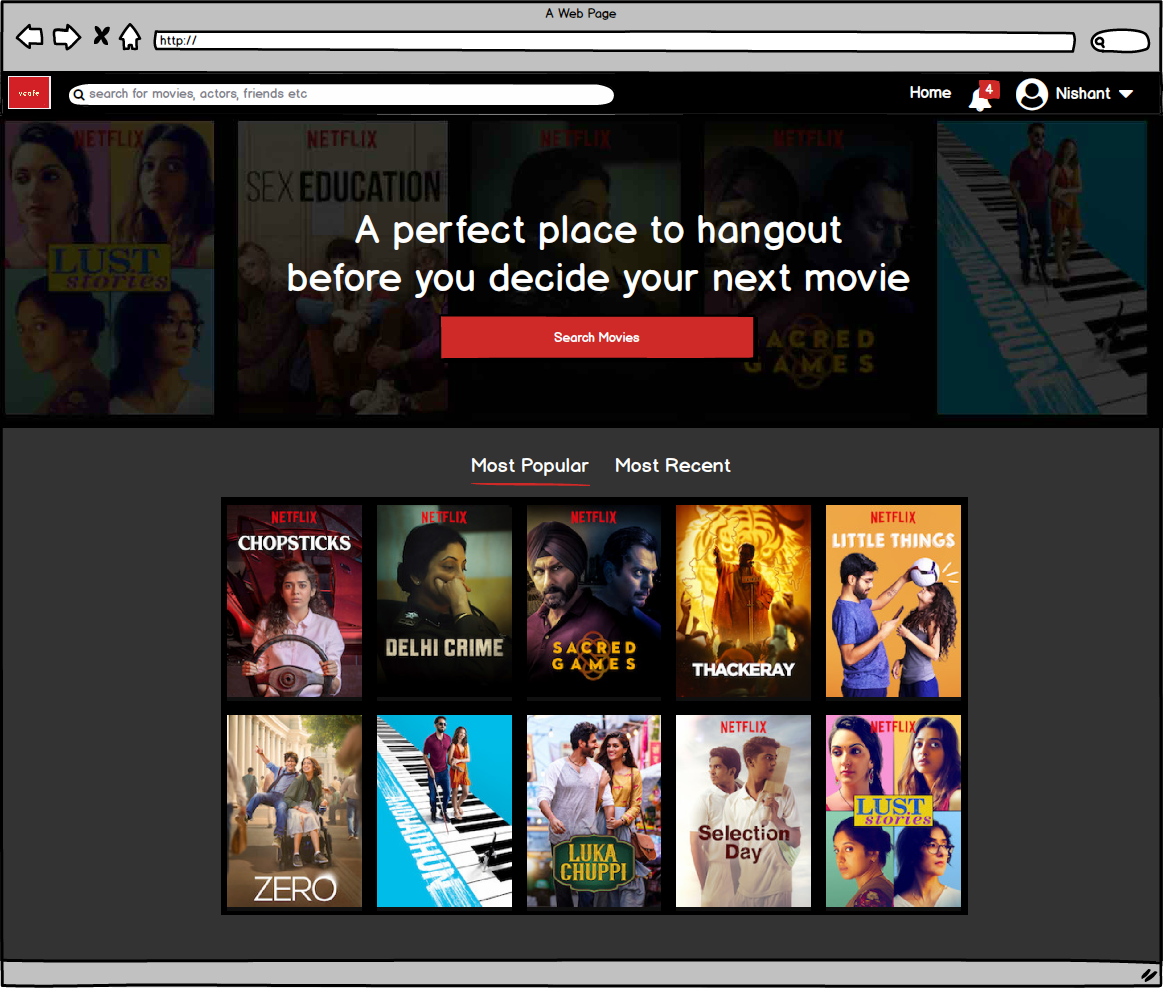 A Web Page
http://
vcafe
search for movies, actors, friends etc
Home
4
Nishant
NETFLIX
LUST
stories
NETFLIX
SEX EDUCATION
NETFLIX
NETFLIX
SACRED
GAMES
ANDHADHUN
A perfect place to hangout
before you decide your next movie
Search Movies
Most Popular
Most Recent
NETFLIX
CHOPSTICKS
NETFLIX
DELHI CRIME
NETFLIX
SACRED
GAMES
THACKERAY
NETFLIX
LITTLE THINGS
ZERO
ANDHADHUN
LUKA
CHUPPI
NETFLIX
Selection
Day
NETFLIX
LUST
stories